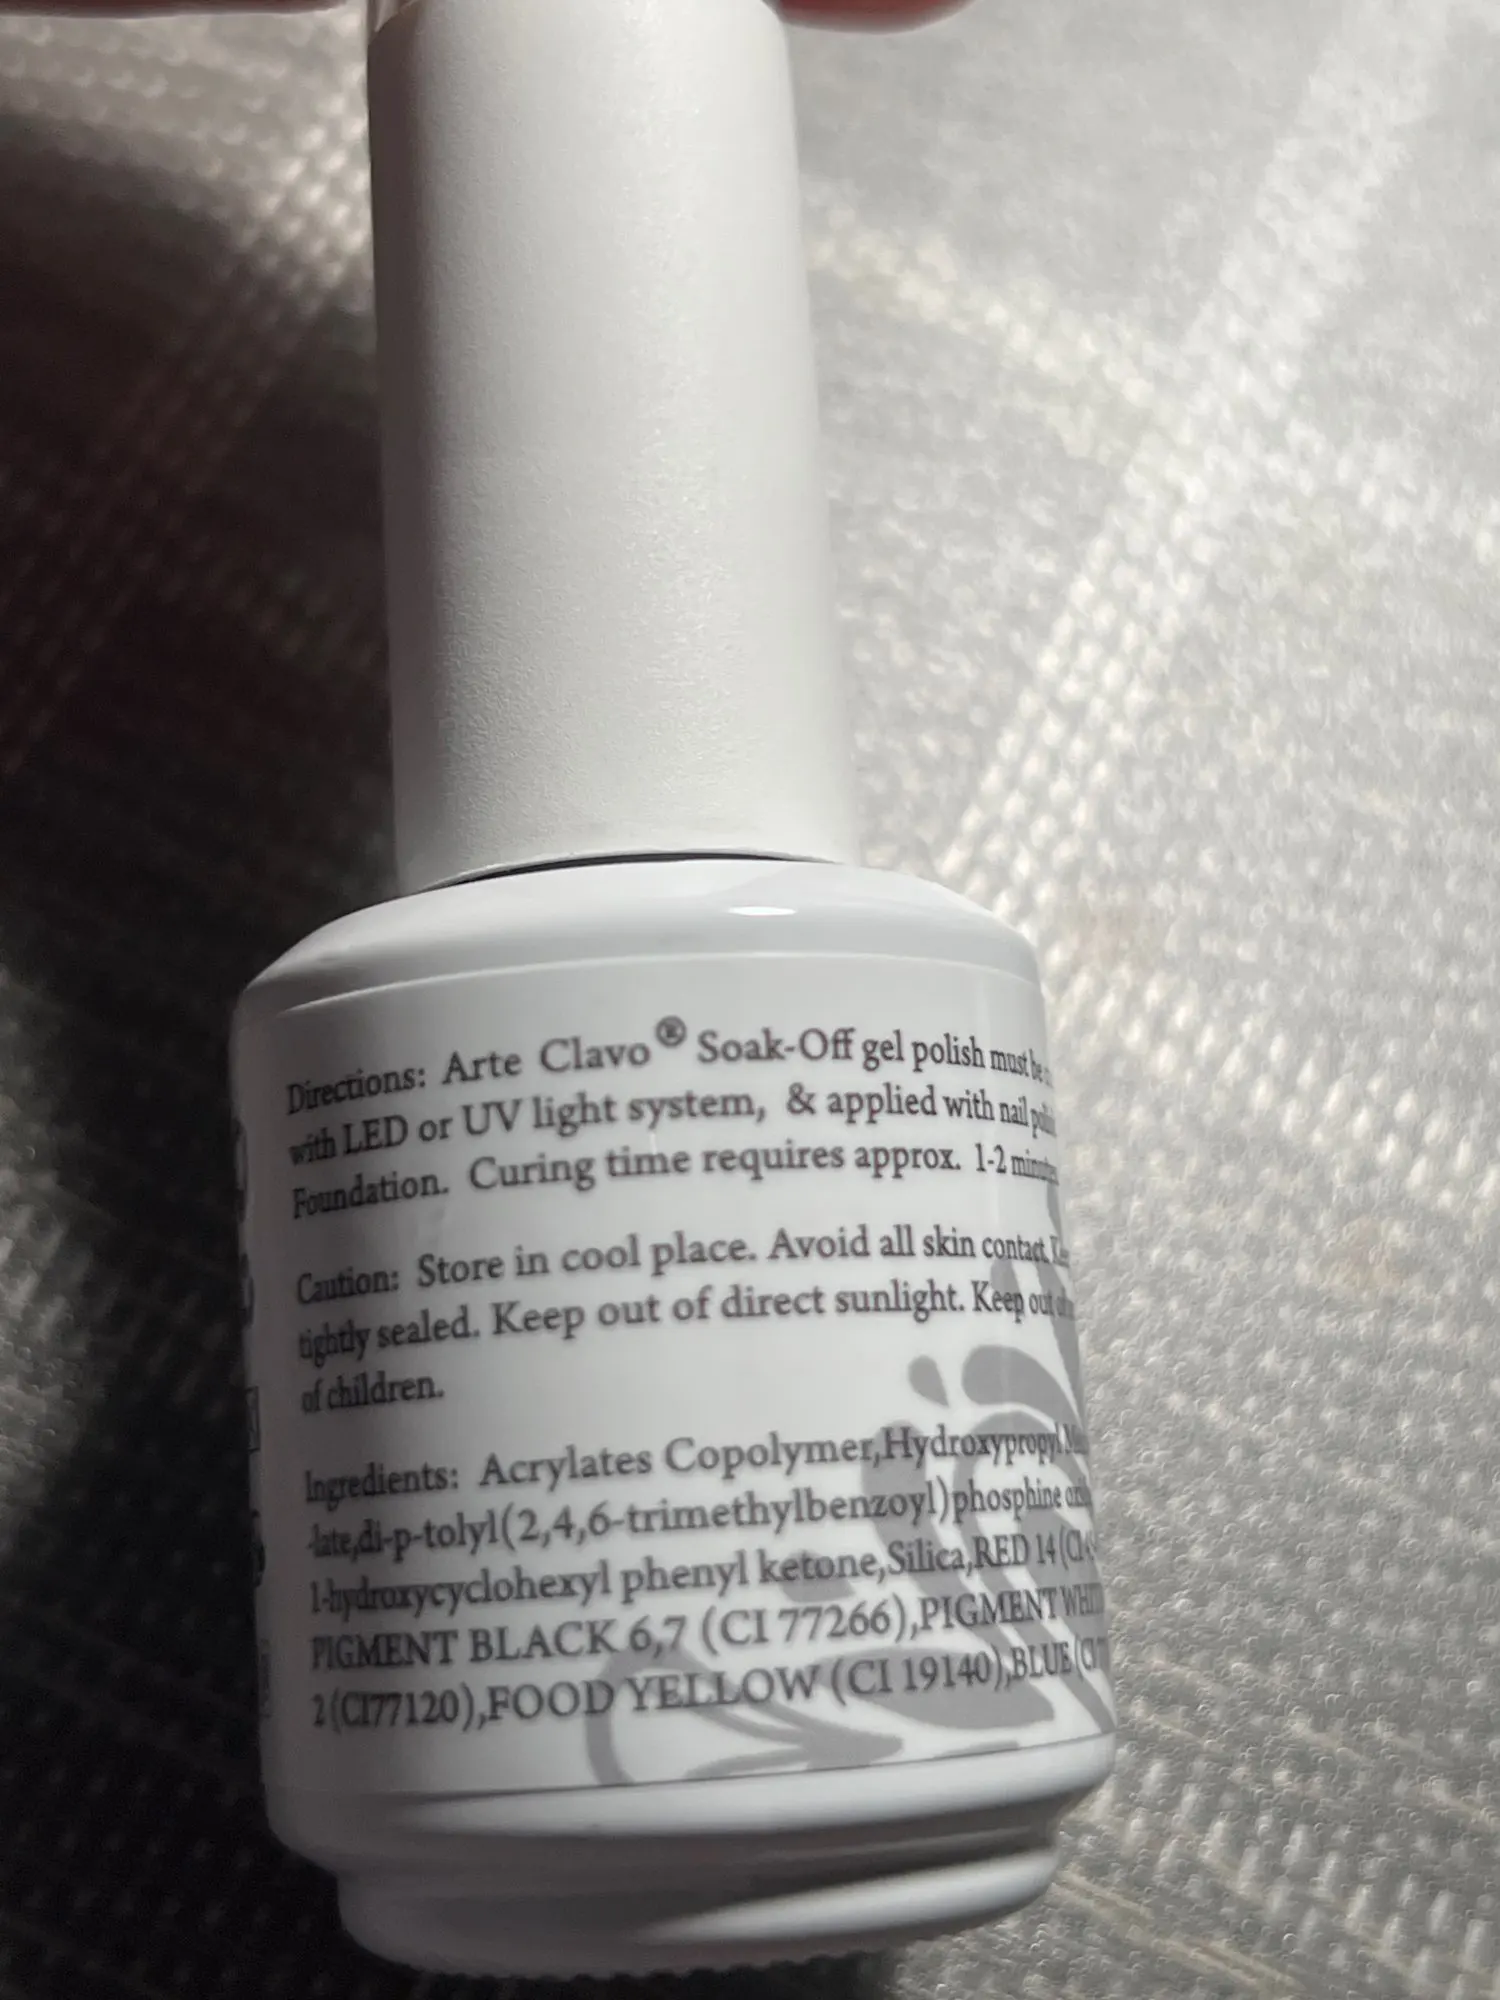 Directions: Arte Clavo® Soak-Off gel polish must be
with LED or UV light system, & applied with nail
Foundation. Curing time requires approx. 1-2 minutes
Caution: Store in cool place. Avoid all skin contact.
tightly sealed. Keep out of direct sunlight. Keep out
of children.
Ingredients: Acrylates Copolymer,Hydroxypropyl
-late,di-p-tolyl(2,4,6-trimethylbenzoyl)phosphine
1-hydroxycyclohexyl phenyl ketone,Silica,RED 14 (CI
PIGMENT BLACK 6,7 (CI 77266),PIGMENT WHITE
2(CI77120),FOOD YELLOW (CI 19140),BLUE (CI